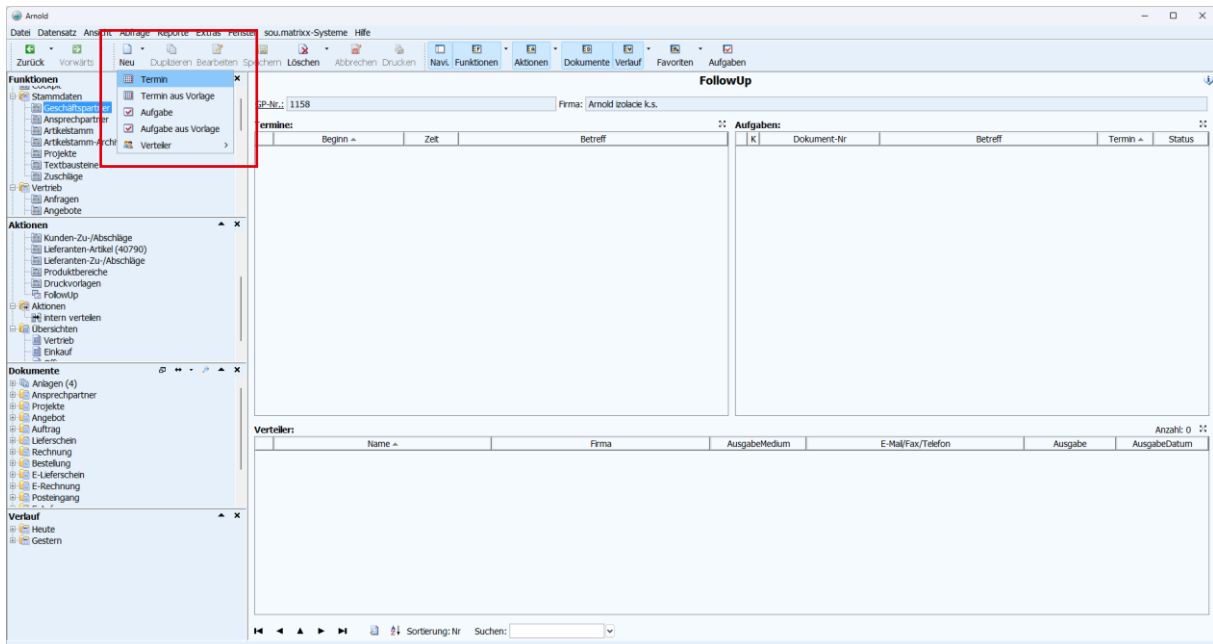 Arnold
Datei Datensatz Ansicht Abfrage Reporte Extras Fenster sou.matrixx-Systeme Hilfe
Zurück Vorwärts Neu Duplizieren Bearbeiten Speichern Löschen Abbrechen Drucken Navi. Funktionen Aktionen Dokumente Verlauf Favoriten Aufgaben
Funktionen
Cockpit
Stammdaten
Geschäftspartner
Ansprechpartner
Artikelstamm
Artikelstamm-Archi
Projekte
Textbausteine
Zuschläge
Vertrieb
Anfragen
Angebote
Termin
Termin aus Vorlage
Aufgabe
Aufgabe aus Vorlage
Verteiler
Aktionen
Kunden-Zu-/Abschläge
Lieferanten-Artikel (40790)
Lieferanten-Zu-/Abschläge
Produktbereiche
Druckvorlagen
FollowUp
Aktionen
intern verteilen
Übersichten
Vertrieb
Einkauf
Dokumente
Anlagen (4)
Ansprechpartner
Projekte
Angebot
Auftrag
Lieferschein
Rechnung
Bestellung
E-Lieferschein
E-Rechnung
Posteingang
Verlauf
Heute
Gestern
FollowUp
GP-Nr.: 1158 Firma: Arnold izolacie k.s.
Termine:
Beginn Zeit Betreff
Aufgaben:
K Dokument-Nr Betreff Termin Status
Verteiler: Anzahl: 0
Name Firma AusgabeMedium E-Mail/Fax/Telefon Ausgabe AusgabeDatum
Sortierung: Nr Suchen: